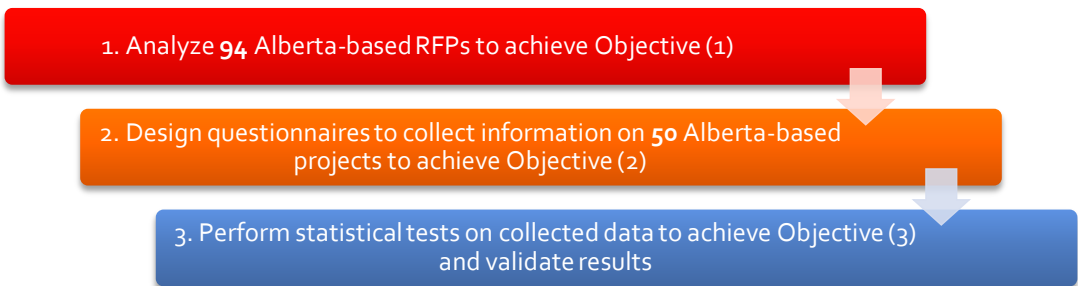 1. Analyze 94 Alberta-based RFPs to achieve Objective (1)
2. Design questionnaires to collect information on 50 Alberta-based
projects to achieve Objective (2)
3. Perform statistical tests on collected data to achieve Objective (3)
and validate results